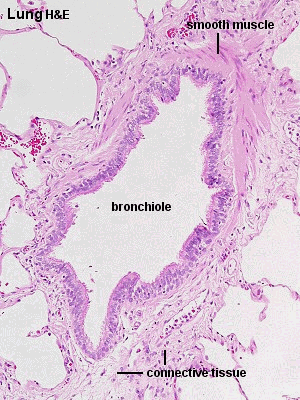 Lung H&E
smooth muscle
bronchiole
connective tissue